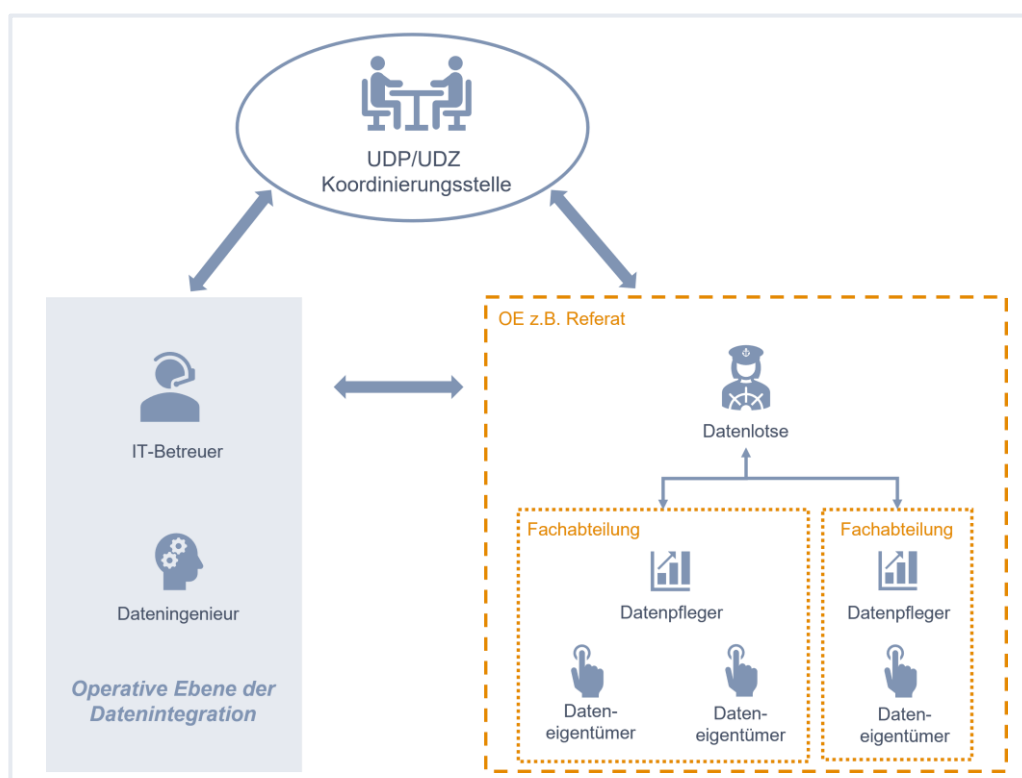 UDP/UDZ
Koordinierungsstelle
OE z.B. Referat
IT-Betreuer
Dateningenieur
Operative Ebene der
Datenintegration
Datenlotse
Fachabteilung
Datenpfleger
Daten-
eigentümer
Daten-
eigentümer
Fachabteilung
Datenpfleger
Daten-
eigentümer